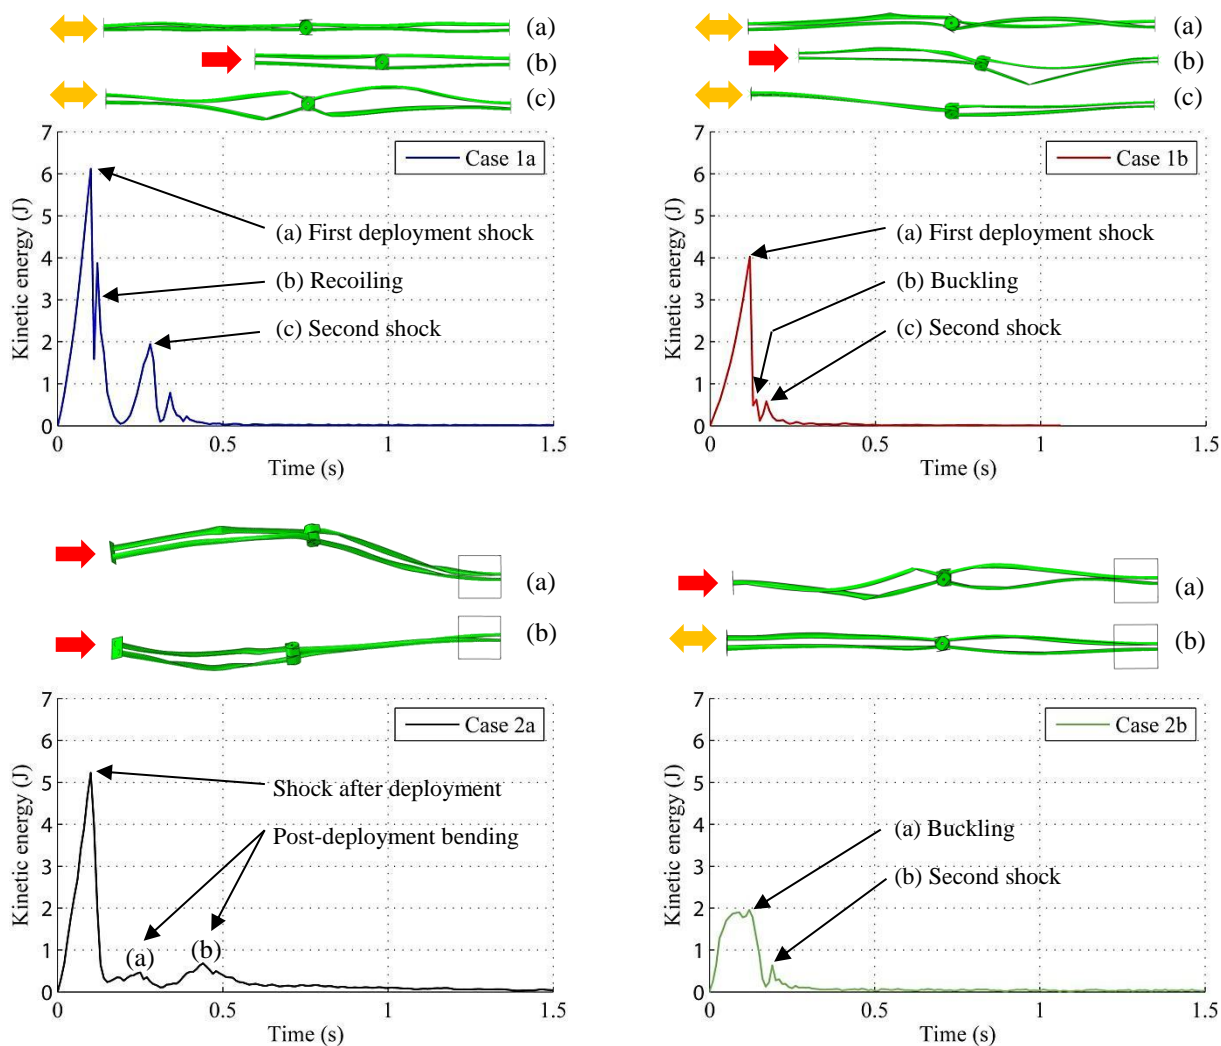 (a)
(b)
(c)
7
6
5
4
3
2
1
0
Kinetic energy (J)
Case 1a
(a) First deployment shock
(b) Recoiling
(c) Second shock
0
0.5
1
1.5
Time (s)
(a)
(b)
(c)
7
6
5
4
3
2
1
0
Kinetic energy (J)
Case 1b
(a) First deployment shock
(b) Buckling
(c) Second shock
0
0.5
1
1.5
Time (s)
(a)
(b)
7
6
5
4
3
2
1
0
Kinetic energy (J)
Case 2a
Shock after deployment
Post-deployment bending
(a)
(b)
0
0.5
1
1.5
Time (s)
(a)
(b)
7
6
5
4
3
2
1
0
Kinetic energy (J)
Case 2b
(a) Buckling
(b) Second shock
0
0.5
1
1.5
Time (s)